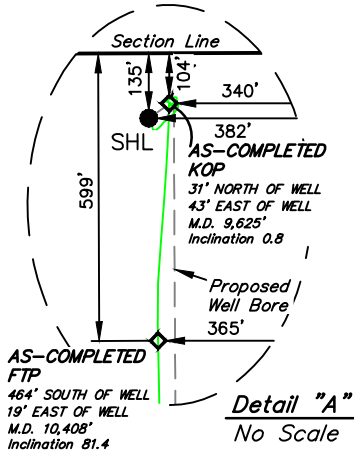 Section Line
135'
104'
340'
382'
SHL
AS-COMPLETED
KOP
31' NORTH OF WELL
43' EAST OF WELL
M.D. 9,625'
Inclination 0.8
599'
Proposed
Well Bore
365'
AS-COMPLETED
FTP
464' SOUTH OF WELL
19' EAST OF WELL
M.D. 10,408'
Inclination 81.4
Detail "A"
No Scale